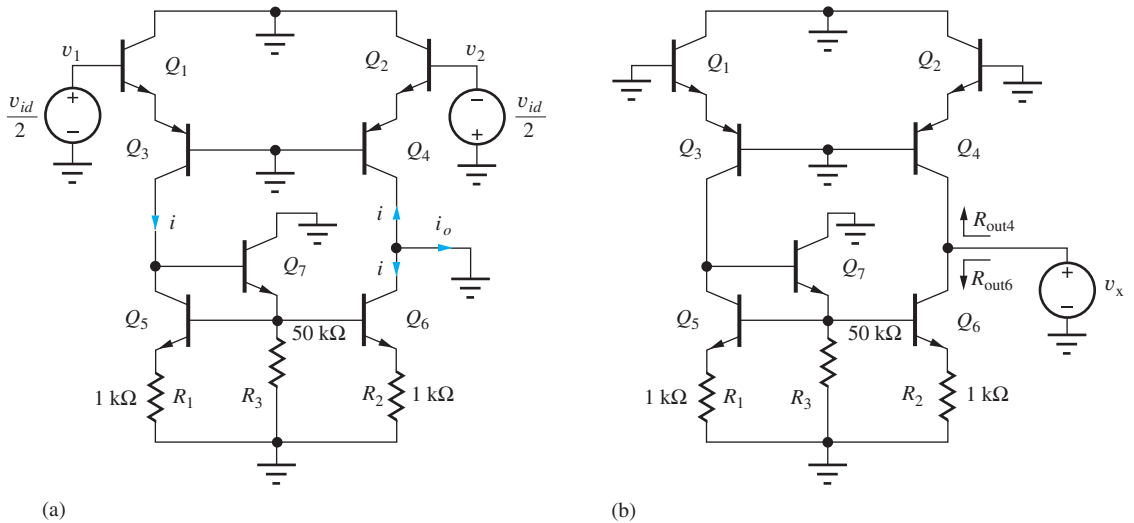 v1
Q1
Q2
v2
+
−
vid
2
−
+
vid
2
Q3
Q4
i
i
io
i
Q7
Q5
Q6
50 kΩ
1 kΩ
R1
R3
R2
1 kΩ
(a)
Q1
Q2
Q3
Q4
Rout4
Q7
Rout6
+
−
vx
Q5
Q6
50 kΩ
1 kΩ
R1
R3
R2
1 kΩ
(b)